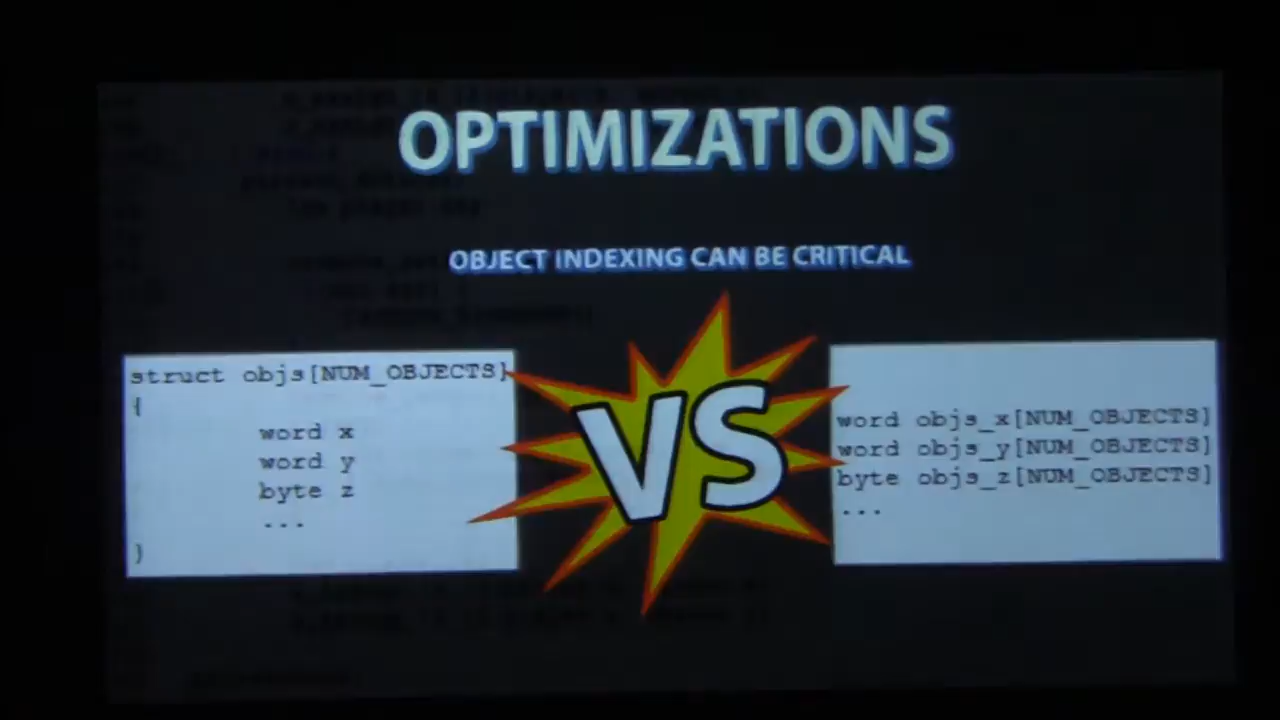 OPTIMIZATIONS
OBJECT INDEXING CAN BE CRITICAL
struct objs[NUM_OBJECTS]
{
word x
word y
byte z
...
}
VS
word objs_x[NUM_OBJECTS]
word objs_y[NUM_OBJECTS]
byte objs_z[NUM_OBJECTS]
...